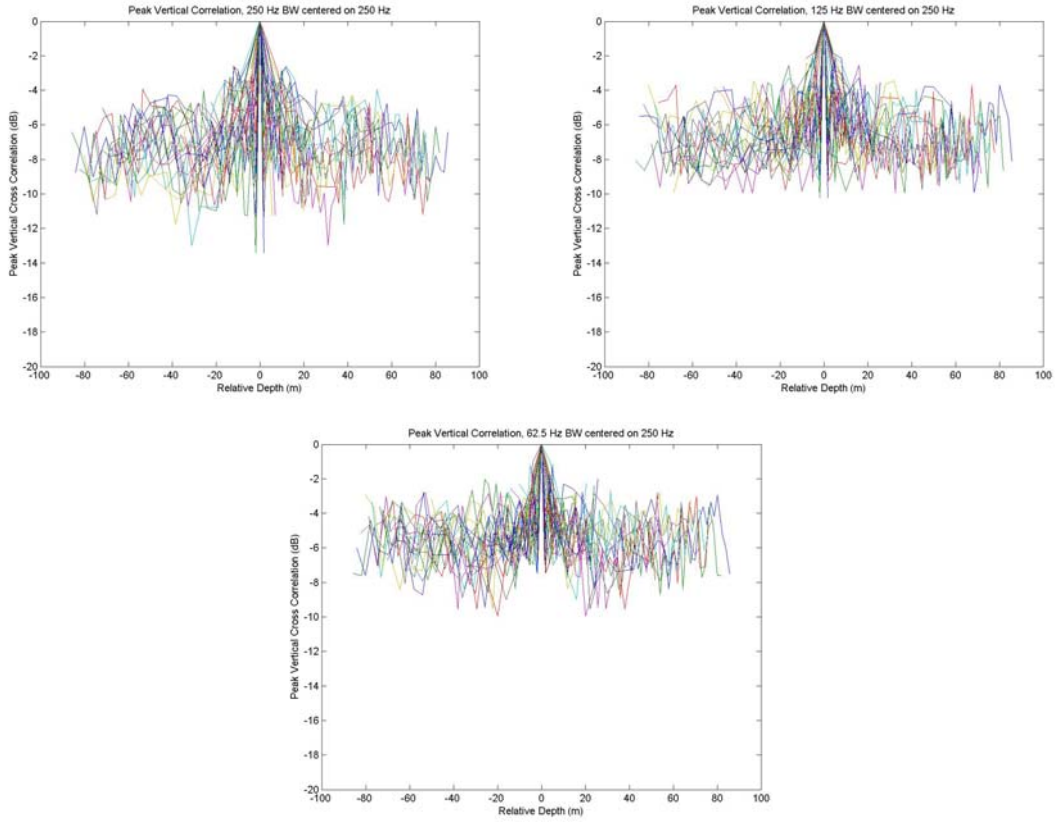 Peak Vertical Correlation, 250 Hz BW centered on 250 Hz
0
-2
-4
-6
-8
-10
-12
-14
-16
-18
-20
Peak Vertical Cross Correlation (dB)
-100 -80 -60 -40 -20 0 20 40 60 80 100
Relative Depth (m)
Peak Vertical Correlation, 125 Hz BW centered on 250 Hz
0
-2
-4
-6
-8
-10
-12
-14
-16
-18
-20
Peak Vertical Cross Correlation (dB)
-100 -80 -60 -40 -20 0 20 40 60 80 100
Relative Depth (m)
Peak Vertical Correlation, 62.5 Hz BW centered on 250 Hz
0
-2
-4
-6
-8
-10
-12
-14
-16
-18
-20
Peak Vertical Cross Correlation (dB)
-100 -80 -60 -40 -20 0 20 40 60 80 100
Relative Depth (m)